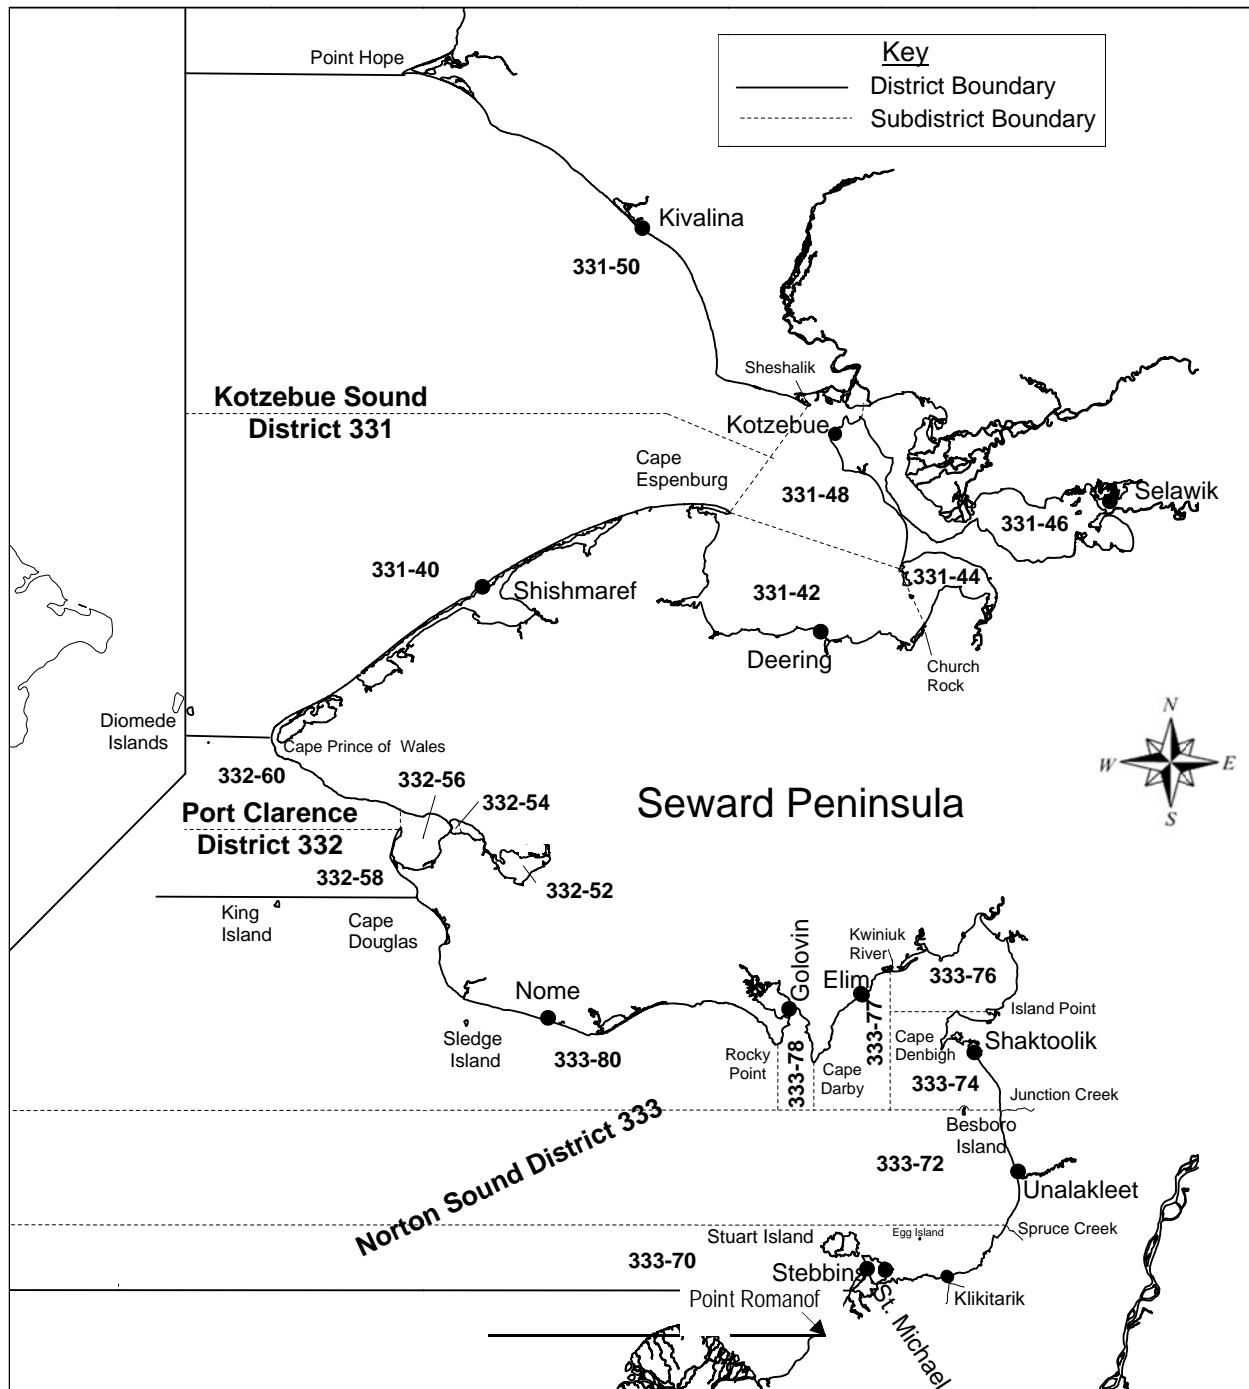 Point Hope
Key
District Boundary
Subdistrict Boundary
Kivalina
331-50
Sheshalik
Kotzebue Sound
District 331
Kotzebue
Cape
Espenburg
331-48
Selawik
331-46
331-40
Shishmaref
331-44
331-42
Deering
Church
Rock
Diomede
Islands
Cape Prince of Wales
N
W
E
S
332-60
332-56
332-54
Seward Peninsula
Port Clarence
District 332
332-58
332-52
King
Island
Cape
Douglas
Kwiniuk
River
Golovin
Elim
333-76
Nome
Island Point
333-77
Sledge
Island
333-80
Rocky
Point
333-78
Cape
Darby
Cape
Denbigh
Shaktoolik
333-74
Junction Creek
Besboro
Island
Norton Sound District 333
333-72
Unalakleet
Spruce Creek
Stuart Island
Egg Island
333-70
Stebbins
St. Michael
Klikitarik
Point Romanof